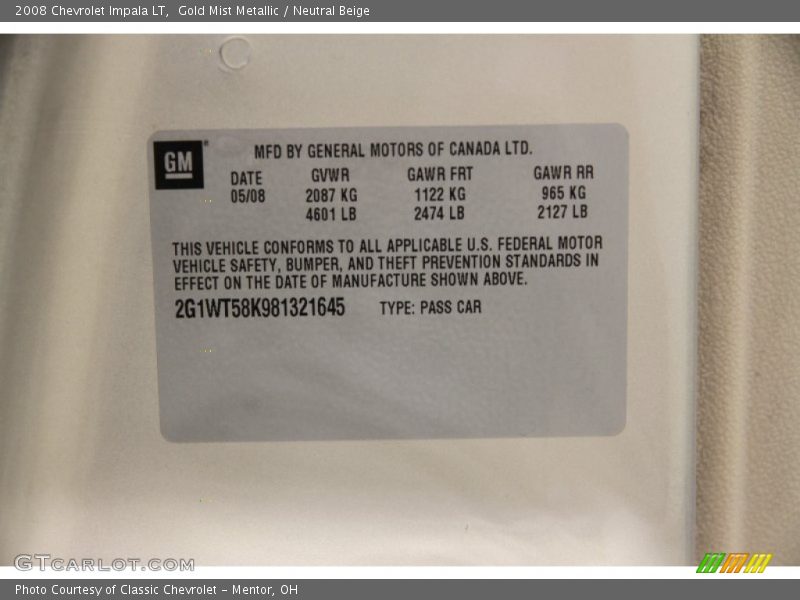 2008 Chevrolet Impala LT,  Gold Mist Metallic / Neutral Beige
GM
MFD BY GENERAL MOTORS OF CANADA LTD.
DATE GVWR GAWR FRT GAWR RR
05/08 2087 KG 1122 KG 965 KG
4601 LB 2474 LB 2127 LB
THIS VEHICLE CONFORMS TO ALL APPLICABLE U.S. FEDERAL MOTOR
VEHICLE SAFETY, BUMPER, AND THEFT PREVENTION STANDARDS IN
EFFECT ON THE DATE OF MANUFACTURE SHOWN ABOVE.
2G1WT58K981321645 TYPE: PASS CAR
GTCARLOT.COM
Photo Courtesy of Classic Chevrolet - Mentor, OH